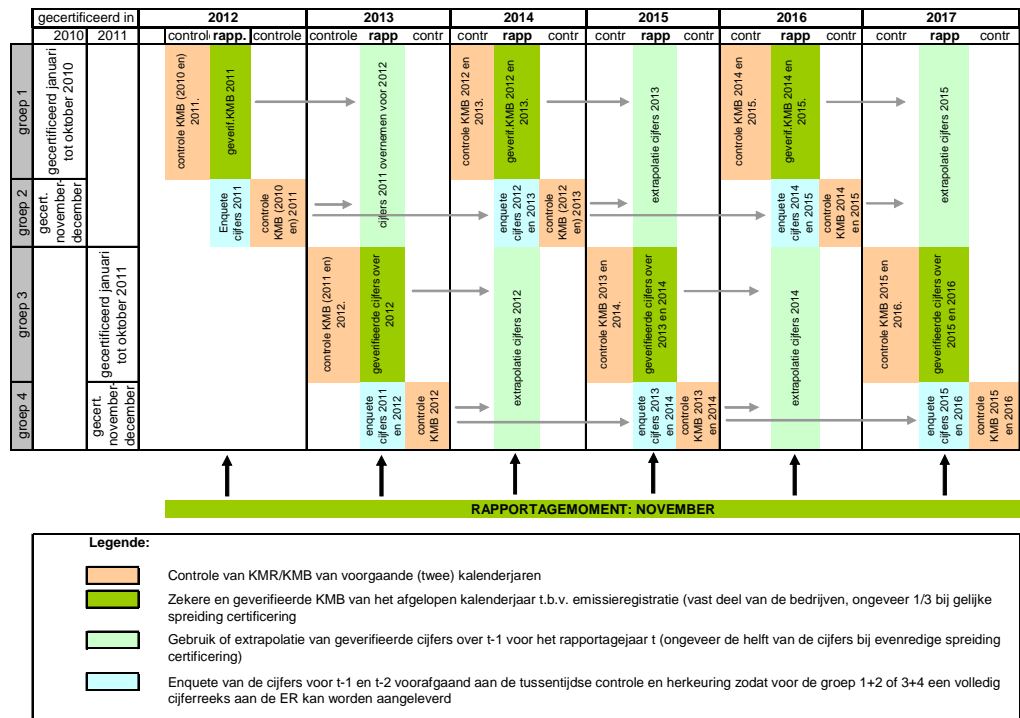 gecertificeerd in 2012 2013 2014 2015 2016 2017
2010 2011 controle rapp. controle controle rapp contr contr rapp contr contr rapp contr contr rapp contr contr rapp contr
groep 1
gecertificeerd januari
tot oktober 2010
controle KMB (2010 en)
2011.
geverif.KMB 2011
cijfers 2011 overnemen voor 2012
controle KMB 2012 en
2013.
geverif.KMB 2012 en
2013.
extrapolatie cijfers 2013
controle KMB 2014 en
2015.
geverif.KMB 2014 en
2015.
extrapolatie cijfers 2015
groep 2
gecert.
november-
december
Enquete
cijfers 2011
controle
KMB (2010
en) 2011
enquete
cijfers 2012
en 2013
controle
KMB (2012
en) 2013
enquete
cijfers 2014
en 2015
controle
KMB 2014
en 2015
groep 3
gecertificeerd januari
tot oktober 2011
controle KMB (2011 en)
2012.
geverifieerde cijfers over
2012
extrapolatie cijfers 2012
controle KMB 2013 en
2014.
geverifieerde cijfers over
2013 en 2014
extrapolatie cijfers 2014
controle KMB 2015 en
2016.
geverifieerde cijfers over
2015 en 2016
groep 4
gecert.
november-
december
enquete
cijfers 2011
en 2012
controle
KMB 2012
enquete
cijfers 2013
en 2014
controle
KMB 2013
en 2014
enquete
cijfers 2015
en 2016
controle
KMB 2015
en 2016
RAPPORTAGEMOMENT: NOVEMBER
Legende:
Controle van KMR/KMB van voorgaande (twee) kalenderjaren
Zekere en geverifieerde KMB van het afgelopen kalenderjaar t.b.v. emissieregistratie (vast deel van de bedrijven, ongeveer 1/3 bij gelijke
spreiding certificering
Gebruik of extrapolatie van geverifieerde cijfers over t-1 voor het rapportagejaar t (ongeveer de helft van de cijfers bij evenredige spreiding
certificering)
Enquete van de cijfers voor t-1 en t-2 voorafgaand aan de tussentijdse controle en herkeuring zodat voor de groep 1+2 of 3+4 een volledig
cijferreeks aan de ER kan worden aangeleverd